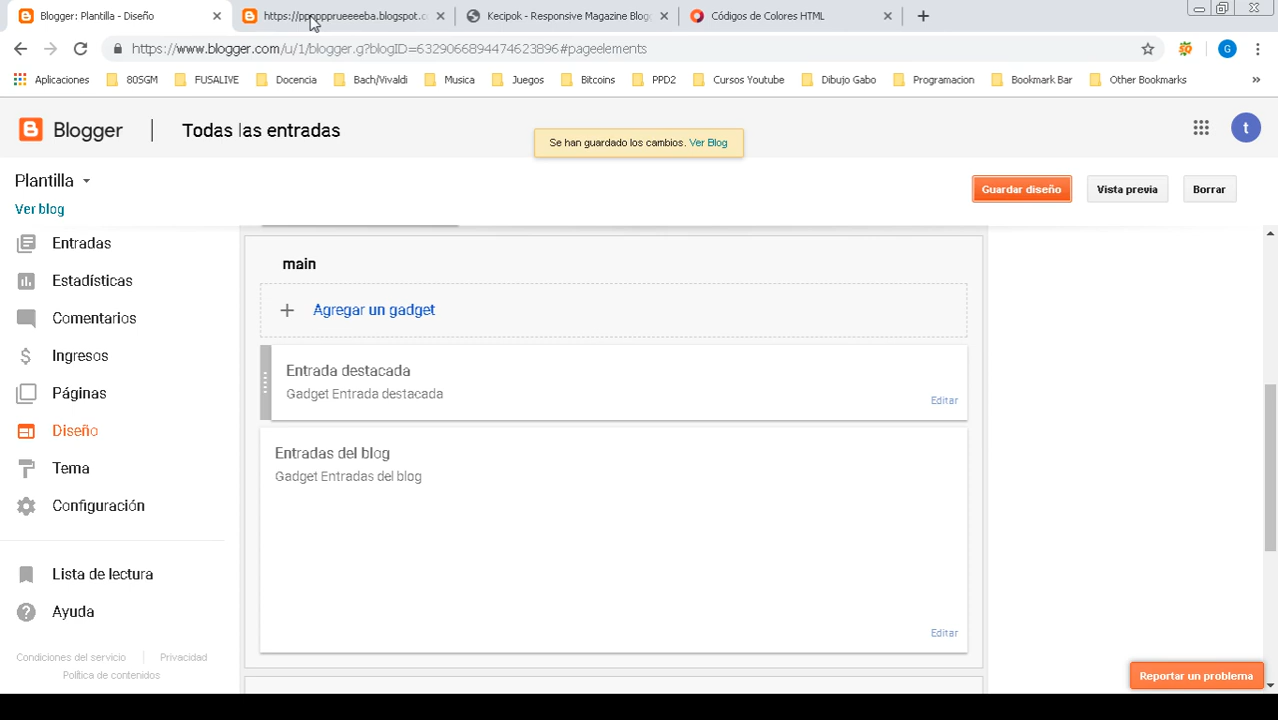 Blogger: Plantilla - Diseño
https://ppppprueeeeba.blogspot.c
Kecipok - Responsive Magazine Blog
Códigos de Colores HTML
https://www.blogger.com/u/1/blogger.g?blogID=6329066894474623896#pageelements
G
Aplicaciones
80SGM
FUSALIVE
Docencia
Bach/Vivaldi
Musica
Juegos
Bitcoins
PPD2
Cursos Youtube
Dibujo Gabo
Programacion
Bookmark Bar
Other Bookmarks
»
Blogger
Todas las entradas
Se han guardado los cambios. Ver Blog
t
Plantilla
Guardar diseño
Vista previa
Borrar
Ver blog
Entradas
Estadísticas
Comentarios
Ingresos
Páginas
Diseño
Tema
Configuración
Lista de lectura
Ayuda
Condiciones del servicio
Privacidad
Política de contenidos
main
Agregar un gadget
Entrada destacada
Gadget Entrada destacada
Editar
Entradas del blog
Gadget Entradas del blog
Editar
Reportar un problema